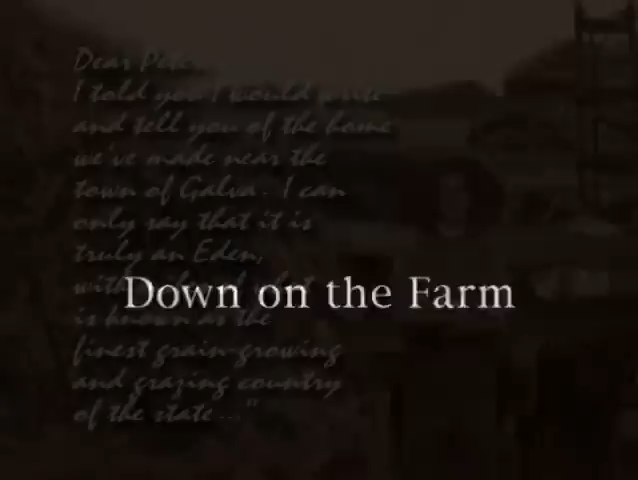 Dear Peter
I told you I would write
and tell you of the home
we've made near the
town of Galva. I can
only say that it is
truly an Eden,
with
Down on the Farm
is known as the
finest grain-growing
and grazing country
of the state..."